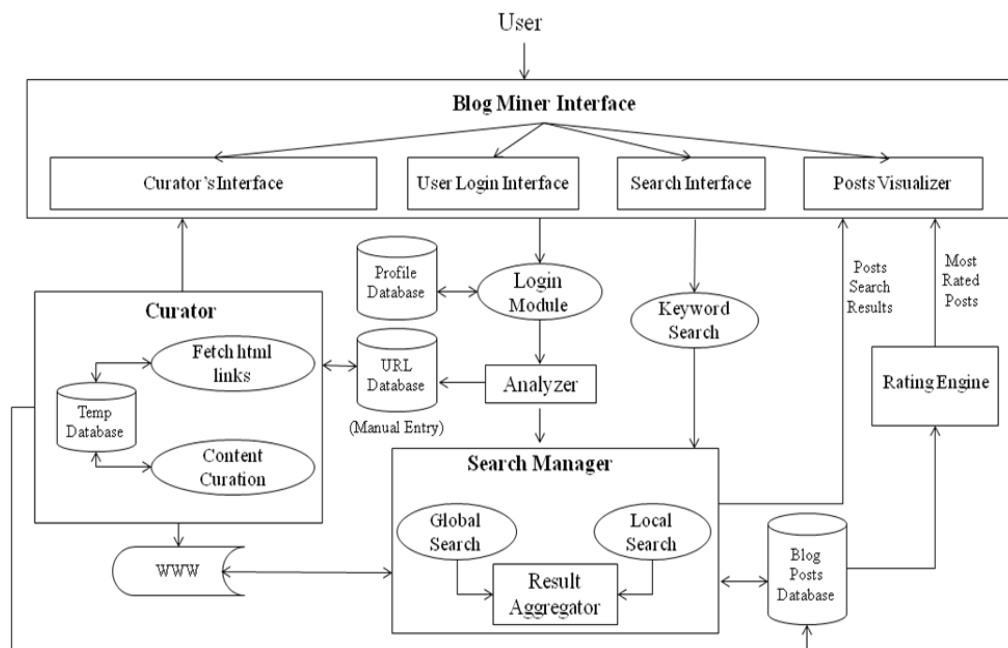 User
Blog Miner Interface
Curator's Interface
User Login Interface
Search Interface
Posts Visualizer
Profile
Database
Login
Module
Keyword
Search
Posts
Search
Results
Most
Rated
Posts
Curator
Fetch html
links
Temp
Database
Content
Curation
URL
Database
(Manual Entry)
Analyzer
Rating Engine
Search Manager
Global
Search
Local
Search
Result
Aggregator
WWW
Blog
Posts
Database